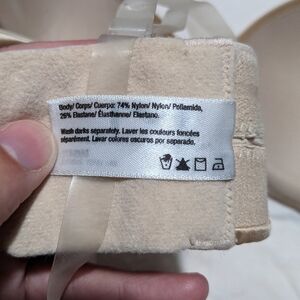 Body/ Corps/ Cuerpo: 74% Nylon/ Nylon/ Poliamida,
26% Elastane/ Élasthanne/ Elastano.
Wash darks separately. Laver les couleurs foncées
séparément. Lavar colores oscuros por separado.